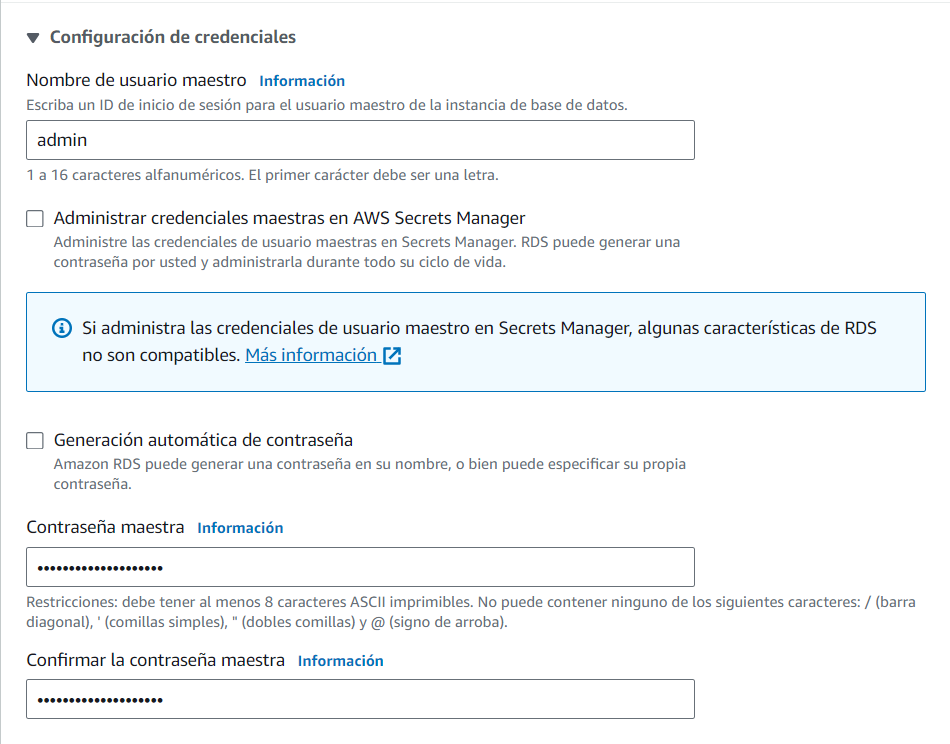 Configuración de credenciales
Nombre de usuario maestro Información
Escriba un ID de inicio de sesión para el usuario maestro de la instancia de base de datos.
admin
1 a 16 caracteres alfanuméricos. El primer carácter debe ser una letra.
Administrar credenciales maestras en AWS Secrets Manager
Administre las credenciales de usuario maestras en Secrets Manager. RDS puede generar una
contraseña por usted y administrarla durante todo su ciclo de vida.
Si administra las credenciales de usuario maestro en Secrets Manager, algunas características de RDS
no son compatibles. Más información
Generación automática de contraseña
Amazon RDS puede generar una contraseña en su nombre, o bien puede especificar su propia
contraseña.
Contraseña maestra Información
••••••••••••••••••••
Restricciones: debe tener al menos 8 caracteres ASCII imprimibles. No puede contener ninguno de los siguientes caracteres: / (barra
diagonal), ' (comillas simples), " (dobles comillas) y @ (signo de arroba).
Confirmar la contraseña maestra Información
••••••••••••••••••••